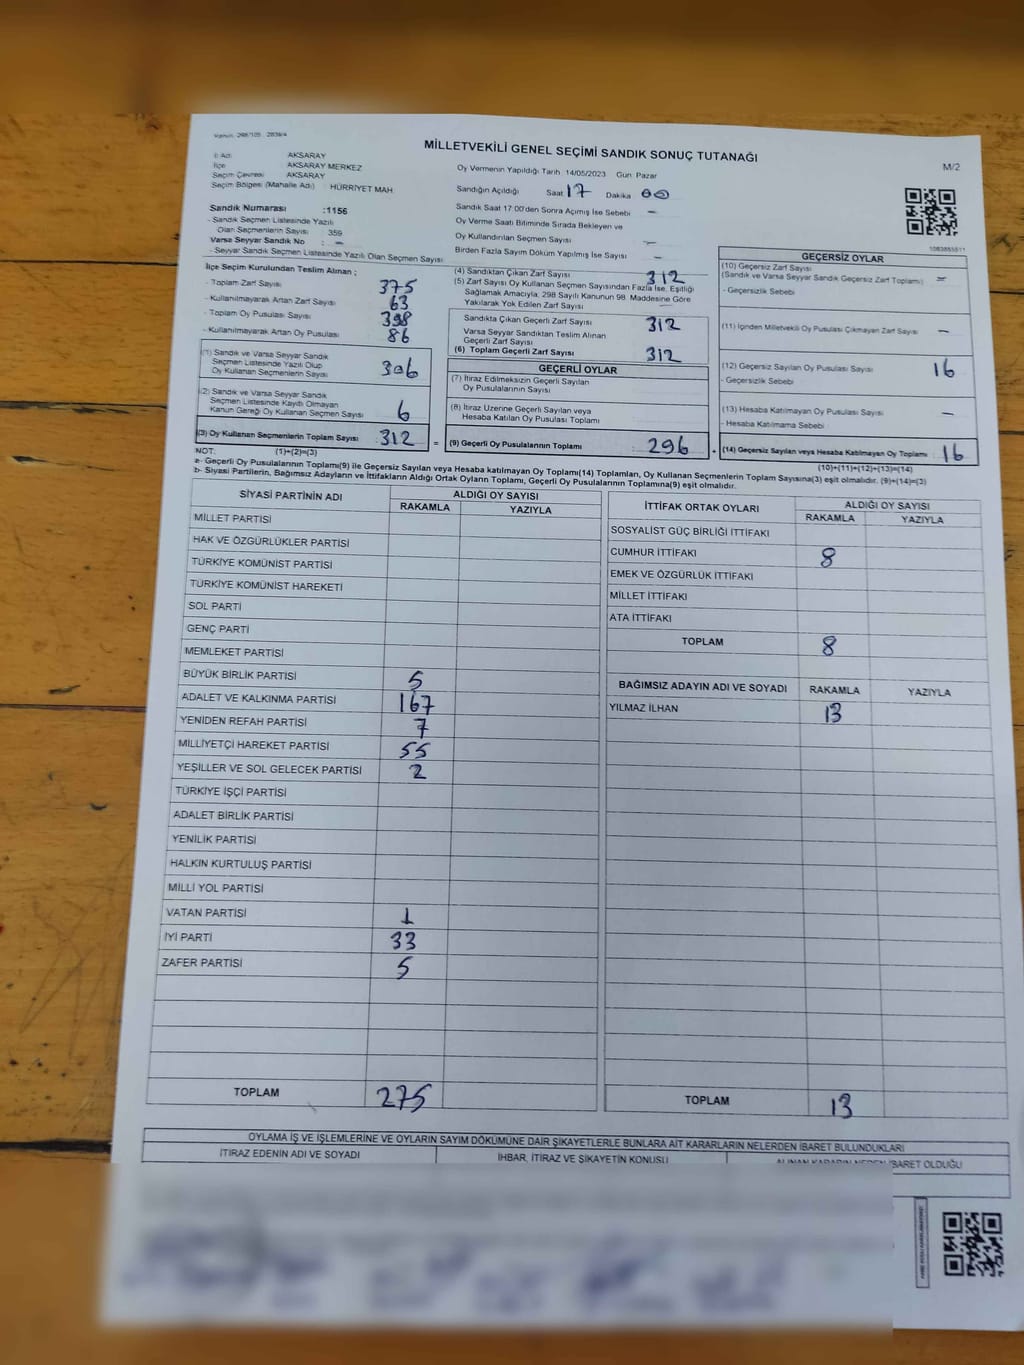 MİLLETVEKİLİ GENEL SEÇİMİ SANDIK SONUÇ TUTANAĞI
M/2
İl Adı AKSARAY
İlçe AKSARAY MERKEZ
Seçim Çevresi AKSARAY
Seçim Bölgesi (Mahalle Adı) HÜRRİYET MAH
Oy Vermenin Yapıldığı Tarih 14/05/2023 Gün Pazar
Sandığın Açıldığı Saat 17 Dakika 00
Sandık Saat 17:00'den Sonra Açılmış İse Sebebi –
Oy Verme Saati Bitiminde Sırada Bekleyen ve
Oy Kullandırılan Seçmen Sayısı –
Birden Fazla Sayım Döküm Yapılmış İse Sayısı –
Sandık Numarası :1156
- Sandık Seçmen Listesinde Yazılı
Olan Seçmenlerin Sayısı 359
Varsa Seyyar Sandık No : –
- Seyyar Sandık Seçmen Listesinde Yazılı Olan Seçmen Sayısı
İlçe Seçim Kurulundan Teslim Alınan ;
- Toplam Zarf Sayısı 375
- Kullanılmayarak Artan Zarf Sayısı 63
- Toplam Oy Pusulası Sayısı 398
- Kullanılmayarak Artan Oy Pusulası 86
(1) Sandık ve Varsa Seyyar Sandık
Seçmen Listesinde Yazılı Olup
Oy Kullanan Seçmenlerin Sayısı 306
(2) Sandık ve Varsa Seyyar Sandık
Seçmen Listesinde Kayıtlı Olmayan
Kanun Gereği Oy Kullanan Seçmen Sayısı 6
(3) Oy Kullanan Seçmenlerin Toplam Sayısı 312 =
(4) Sandıktan Çıkan Zarf Sayısı 312
(5) Zarf Sayısı Oy Kullanan Seçmen Sayısından Fazla İse, Eşitliği
Sağlamak Amacıyla, 298 Sayılı Kanunun 98. Maddesine Göre
Yakılarak Yok Edilen Zarf Sayısı –
Sandıkta Çıkan Geçerli Zarf Sayısı 312
Varsa Seyyar Sandıktan Teslim Alınan
Geçerli Zarf Sayısı
(6) Toplam Geçerli Zarf Sayısı 312
GEÇERLİ OYLAR
(7) İtiraz Edilmeksizin Geçerli Sayılan
Oy Pusulalarının Sayısı
(8) İtiraz Üzerine Geçerli Sayılan veya
Hesaba Katılan Oy Pusulası Toplamı
(9) Geçerli Oy Pusulalarının Toplamı 296 +
GEÇERSİZ OYLAR
(10) Geçersiz Zarf Sayısı
(Sandık ve Varsa Seyyar Sandık Geçersiz Zarf Toplamı) –
- Geçersizlik Sebebi
(11) İçinden Milletvekili Oy Pusulası Çıkmayan Zarf Sayısı –
(12) Geçersiz Sayılan Oy Pusulası Sayısı 16
- Geçersizlik Sebebi
(13) Hesaba Katılmayan Oy Pusulası Sayısı –
- Hesaba Katılmama Sebebi
(14) Geçersiz Sayılan veya Hesaba Katılmayan Oy Toplamı 16
NOT: (1)+(2)=(3) (10)+(11)+(12)+(13)=(14)
a- Geçerli Oy Pusulalarının Toplamı(9) ile Geçersiz Sayılan veya Hesaba katılmayan Oy Toplamı(14) Toplamları, Oy Kullanan Seçmenlerin Toplam Sayısına(3) eşit olmalıdır. (9)+(14)=(3)
b- Siyasi Partilerin, Bağımsız Adayların ve İttifakların Aldığı Ortak Oyların Toplamı, Geçerli Oy Pusulalarının Toplamına(9) eşit olmalıdır.
SİYASİ PARTİNİN ADI ALDIĞI OY SAYISI
RAKAMLA YAZIYLA
MİLLET PARTİSİ
HAK VE ÖZGÜRLÜKLER PARTİSİ
TÜRKİYE KOMÜNİST PARTİSİ
TÜRKİYE KOMÜNİST HAREKETİ
SOL PARTİ
GENÇ PARTİ
MEMLEKET PARTİSİ
BÜYÜK BİRLİK PARTİSİ 5
ADALET VE KALKINMA PARTİSİ 167
YENİDEN REFAH PARTİSİ 7
MİLLİYETÇİ HAREKET PARTİSİ 55
YEŞİLLER VE SOL GELECEK PARTİSİ 2
TÜRKİYE İŞÇİ PARTİSİ
ADALET BİRLİK PARTİSİ
YENİLİK PARTİSİ
HALKIN KURTULUŞ PARTİSİ
MİLLİ YOL PARTİSİ
VATAN PARTİSİ 1
İYİ PARTİ 33
ZAFER PARTİSİ 5
TOPLAM 275
İTTİFAK ORTAK OYLARI ALDIĞI OY SAYISI
RAKAMLA YAZIYLA
SOSYALİST GÜÇ BİRLİĞİ İTTİFAKI
CUMHUR İTTİFAKI 8
EMEK VE ÖZGÜRLÜK İTTİFAKI
MİLLET İTTİFAKI
ATA İTTİFAKI
TOPLAM 8
BAĞIMSIZ ADAYIN ADI VE SOYADI RAKAMLA YAZIYLA
YILMAZ İLHAN 13
TOPLAM 13
OYLAMA İŞ VE İŞLEMLERİNE VE OYLARIN SAYIM DÖKÜMÜNE DAİR ŞİKAYETLERLE BUNLARA AİT KARARLARIN NELERDEN İBARET BULUNDUKLARI
İTİRAZ EDENİN ADI VE SOYADI İHBAR, İTİRAZ VE ŞİKAYETİN KONUSU ALINAN KARARIN NEDEN İBARET OLDUĞU